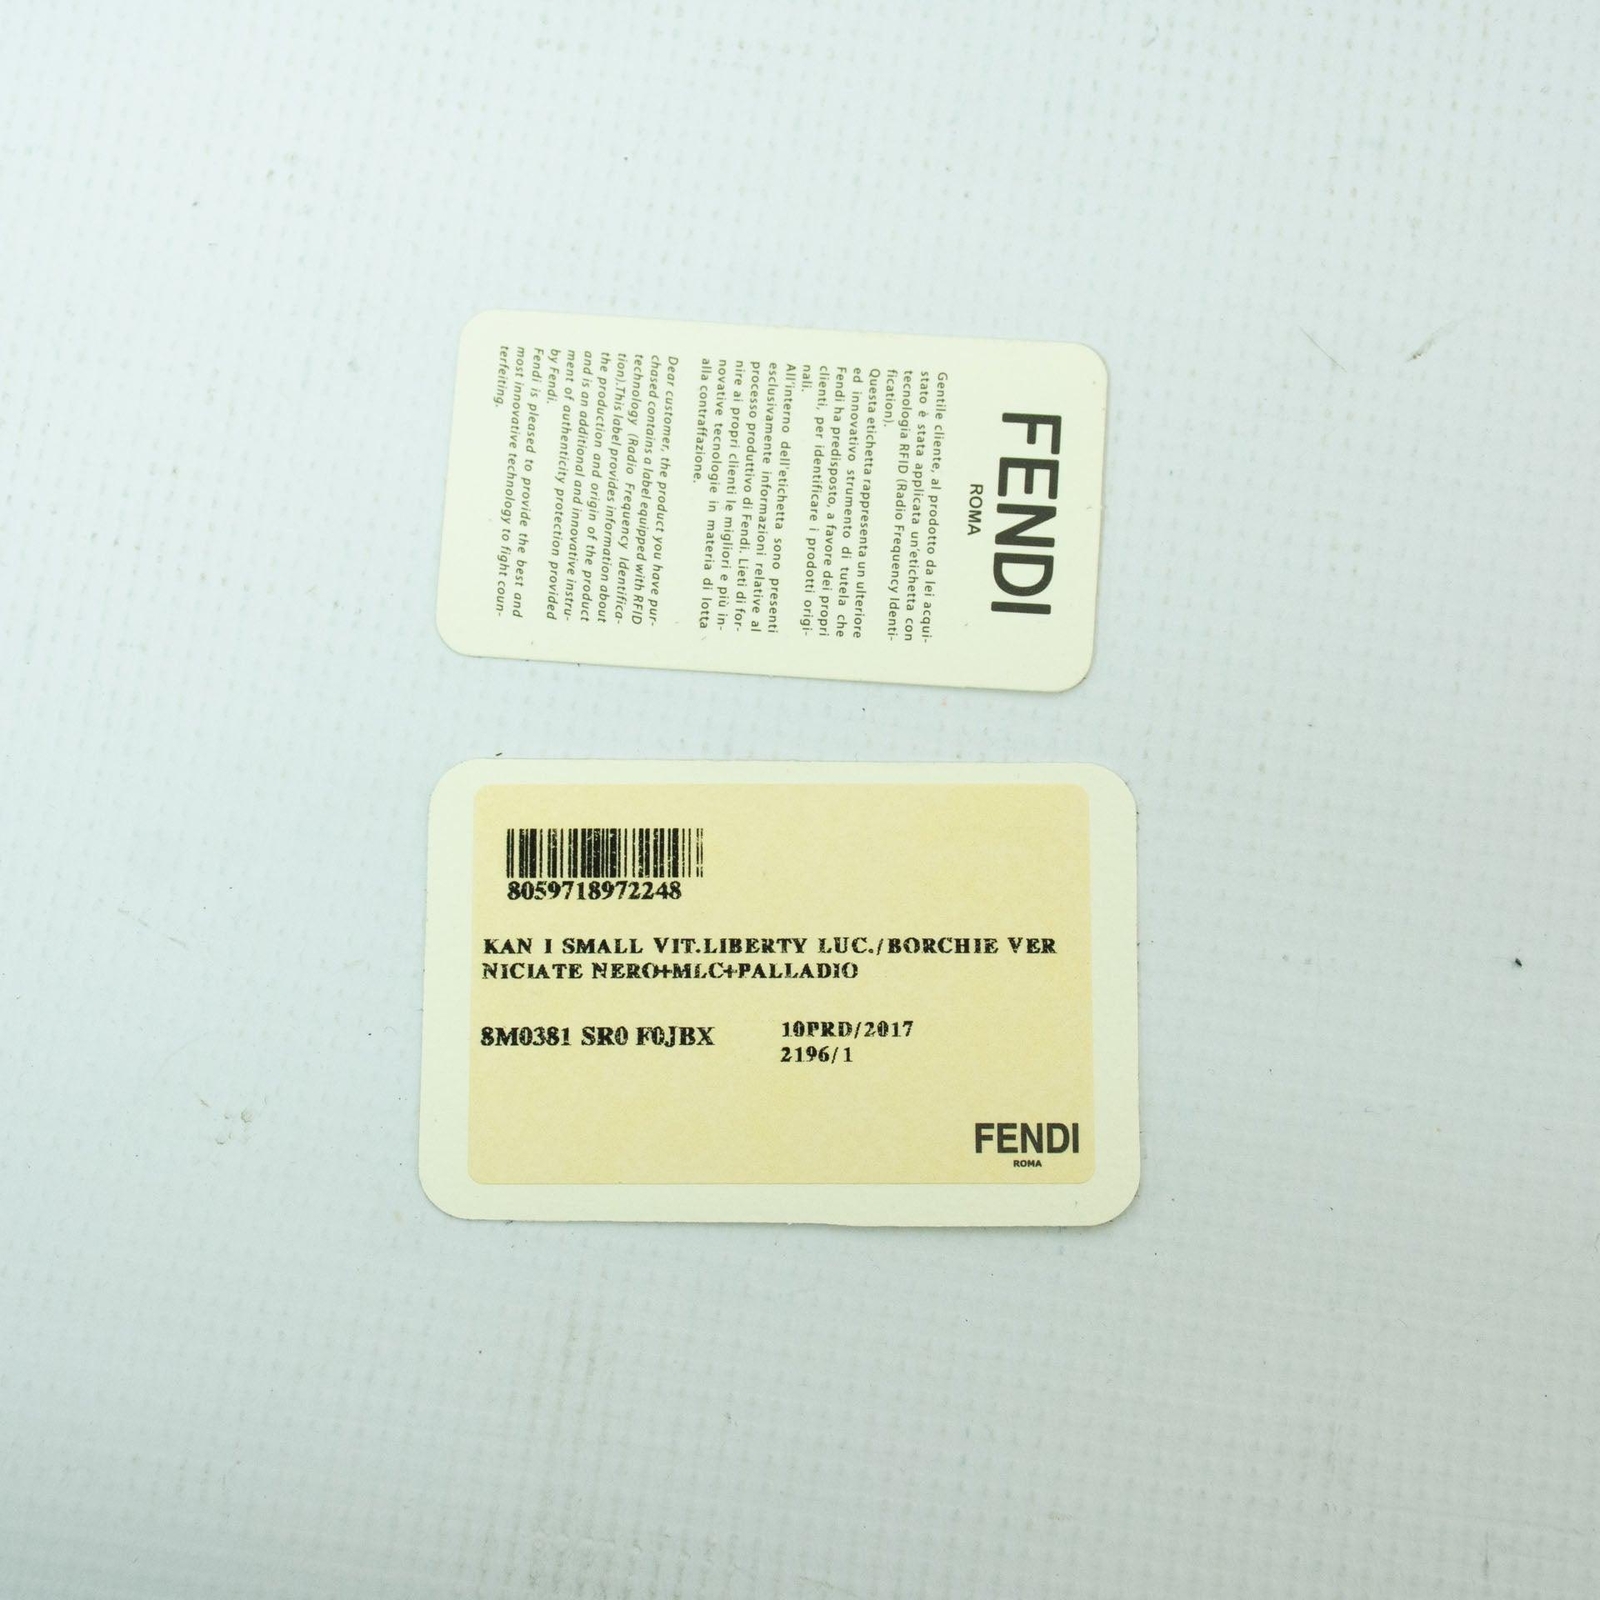 FENDI
ROMA
Gentile cliente, al prodotto da lei acqui-
stato è stata applicata un'etichetta con
tecnologia RFID (Radio Frequency Identi-
fication).
Questa etichetta rappresenta un ulteriore
ed innovativo strumento di tutela che
Fendi ha predisposto, a favore dei propri
clienti, per identificare i prodotti origi-
nali.
All'interno dell'etichetta sono presenti
esclusivamente informazioni relative al
processo produttivo di Fendi. Lieti di for-
nire ai propri clienti le migliori e più in-
novative tecnologie in materia di lotta
alla contraffazione.
Dear customer, the product you have pur-
chased contains a label equipped with RFID
technology (Radio Frequency Identifica-
tion).This label provides information about
the production and origin of the product
and is an additional and innovative instru-
ment of authenticity protection provided
by Fendi.
Fendi is pleased to provide the best and
most innovative technology to fight coun-
terfeiting.
8059718972248
KAN I SMALL VIT.LIBERTY LUC./BORCHIE VER
NICIATE NERO+MLC+PALLADIO
8M0381 SR0 F0JBX
10PRD/2017
2196/1
FENDI
ROMA